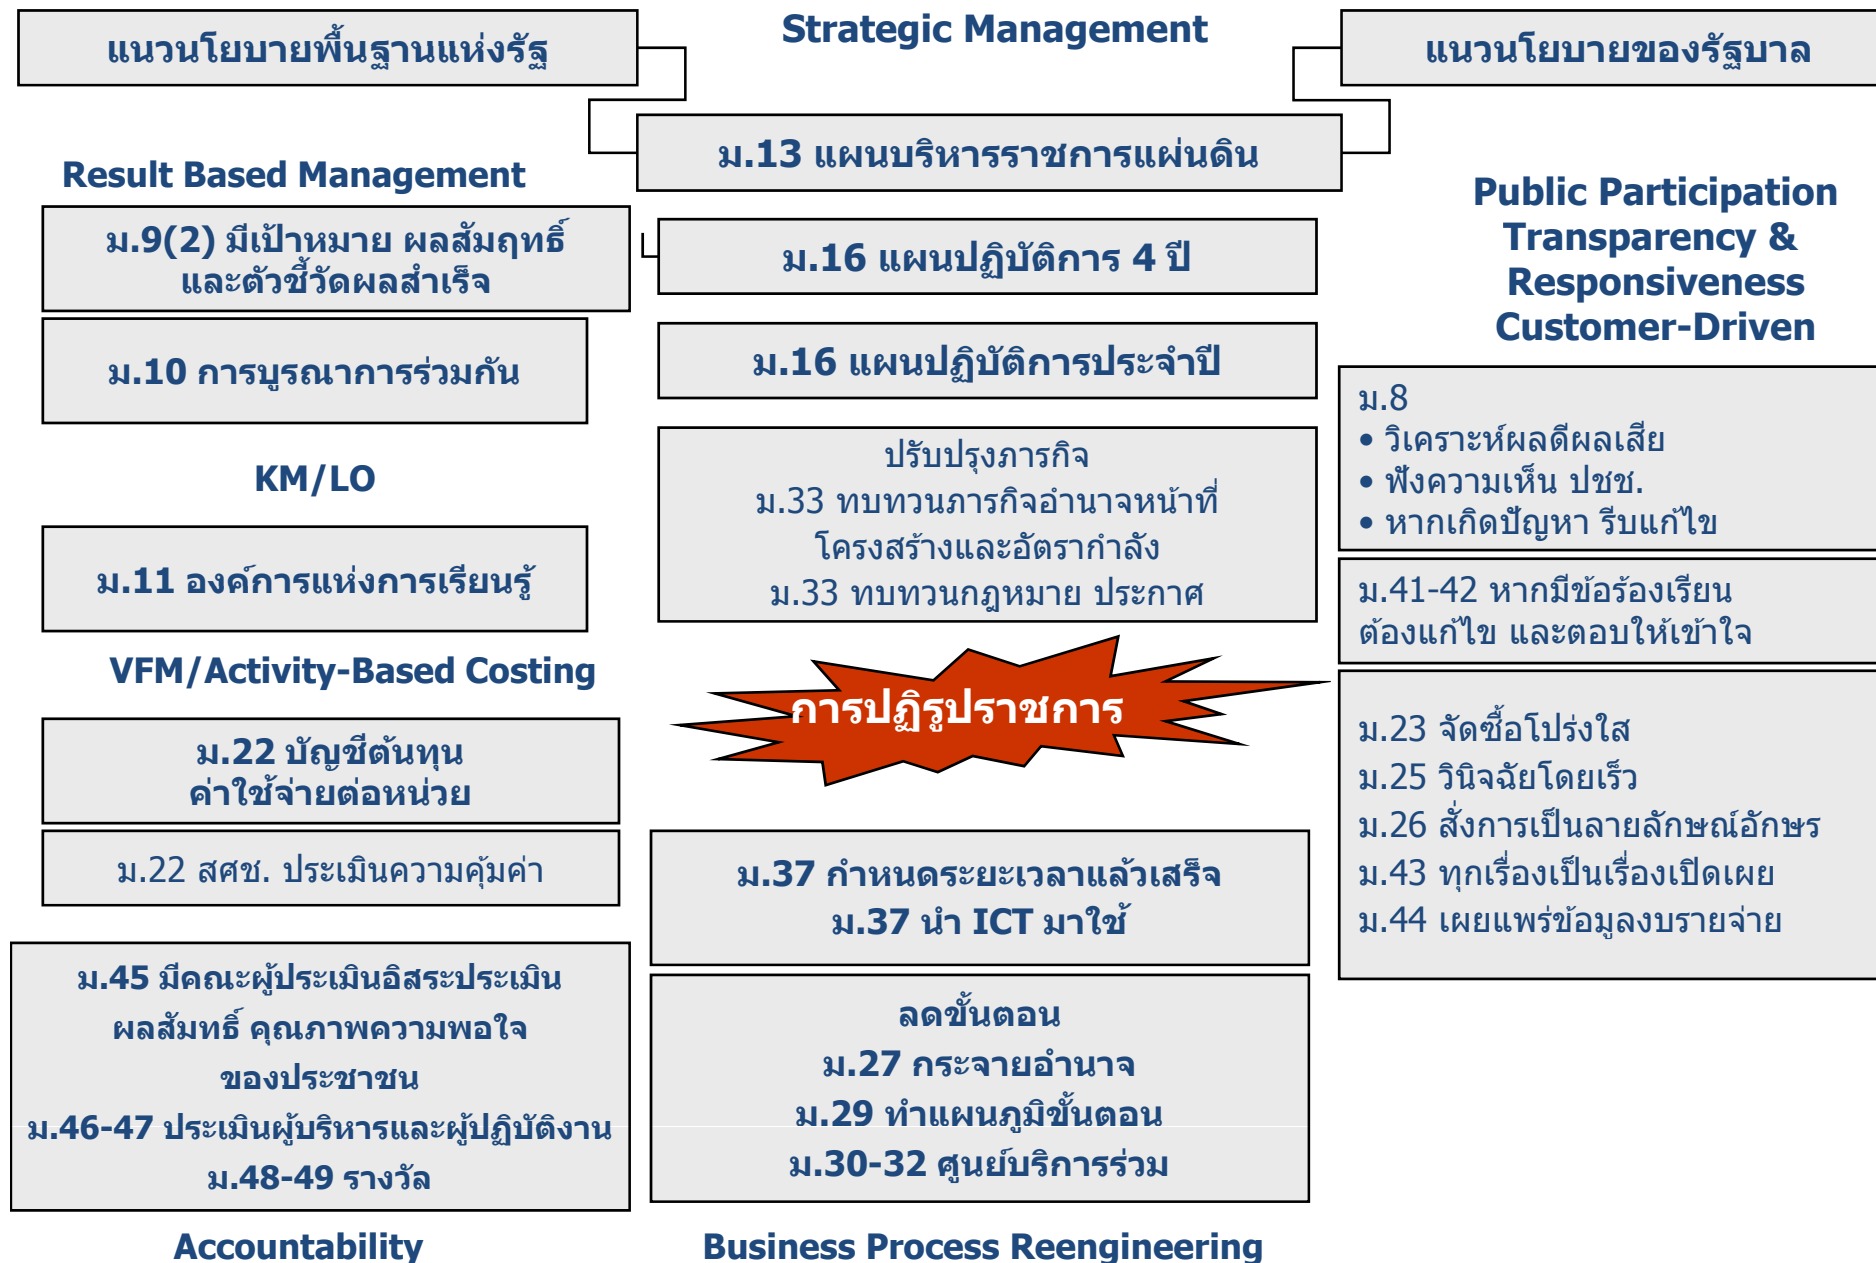 Strategic Management
แนวนโยบายพื้นฐานแห่งรัฐ
แนวนโยบายของรัฐบาล
ม.13 แผนบริหารราชการแผ่นดิน
Result Based Management
ม.9(2) มีเป้าหมาย ผลสัมฤทธิ์
และตัวชี้วัดผลสำเร็จ
ม.10 การบูรณาการร่วมกัน
KM/LO
ม.11 องค์การแห่งการเรียนรู้
VFM/Activity-Based Costing
ม.22 บัญชีต้นทุน
ค่าใช้จ่ายต่อหน่วย
ม.22 สศช. ประเมินความคุ้มค่า
ม.45 มีคณะผู้ประเมินอิสระประเมิน
ผลสัมทธิ์ คุณภาพความพอใจ
ของประชาชน
ม.46-47 ประเมินผู้บริหารและผู้ปฏิบัติงาน
ม.48-49 รางวัล
Accountability
ม.16 แผนปฏิบัติการ 4 ปี
ม.16 แผนปฏิบัติการประจำปี
ปรับปรุงภารกิจ
ม.33 ทบทวนภารกิจอำนาจหน้าที่
โครงสร้างและอัตรากำลัง
ม.33 ทบทวนกฎหมาย ประกาศ
การปฏิรูปราชการ
ม.37 กำหนดระยะเวลาแล้วเสร็จ
ม.37 นำ ICT มาใช้
ลดขั้นตอน
ม.27 กระจายอำนาจ
ม.29 ทำแผนภูมิขั้นตอน
ม.30-32 ศูนย์บริการร่วม
Business Process Reengineering
Public Participation
Transparency &
Responsiveness
Customer-Driven
ม.8
• วิเคราะห์ผลดีผลเสีย
• ฟังความเห็น ปชช.
• หากเกิดปัญหา รีบแก้ไข
ม.41-42 หากมีข้อร้องเรียน
ต้องแก้ไข และตอบให้เข้าใจ
ม.23 จัดซื้อโปร่งใส
ม.25 วินิจฉัยโดยเร็ว
ม.26 สั่งการเป็นลายลักษณ์อักษร
ม.43 ทุกเรื่องเป็นเรื่องเปิดเผย
ม.44 เผยแพร่ข้อมูลงบรายจ่าย